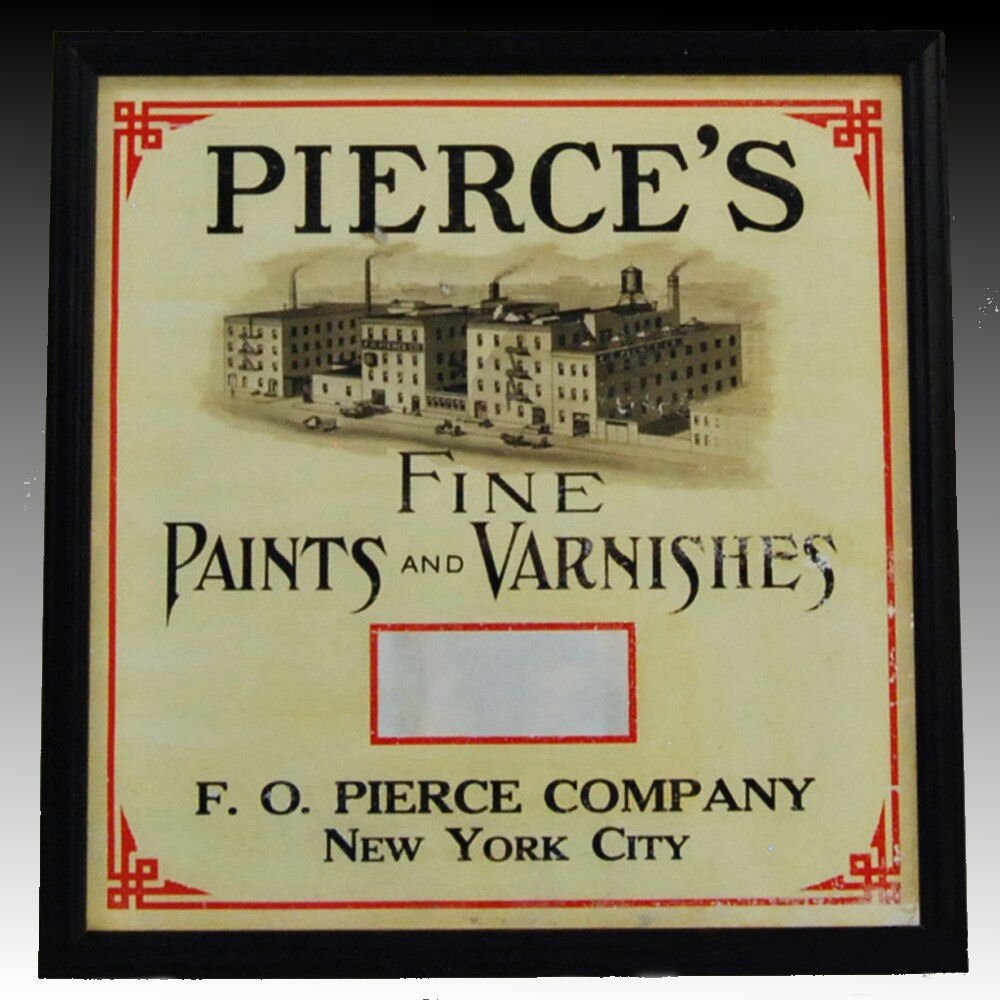 PIERCE'S
FINE
PAINTS AND VARNISHES
F. O. PIERCE COMPANY
NEW YORK CITY